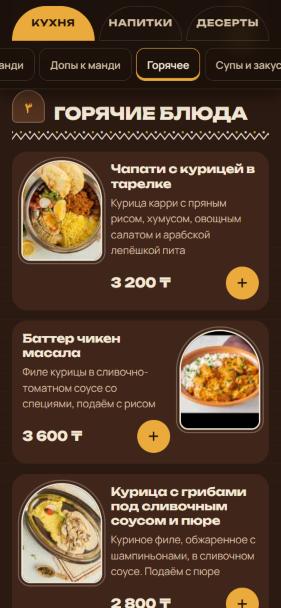 КУХНЯ НАПИТКИ ДЕСЕРТЫ
анди Допы к манди Горячее Супы и закус
٣ ГОРЯЧИЕ БЛЮДА
Чапати с курицей в
тарелке
Курица карри с пряным
рисом, хумусом, овощным
салатом и арабской
лепёшкой пита
3 200 ₸
+
Баттер чикен
масала
Филе курицы в сливочно-
томатном соусе со
специями, подаём с рисом
3 600 ₸
+
Курица с грибами
под сливочным
соусом и пюре
Куриное филе, обжаренное с
шампиньонами, в сливочном
соусе. Подаём с пюре
2 800 ₸
+